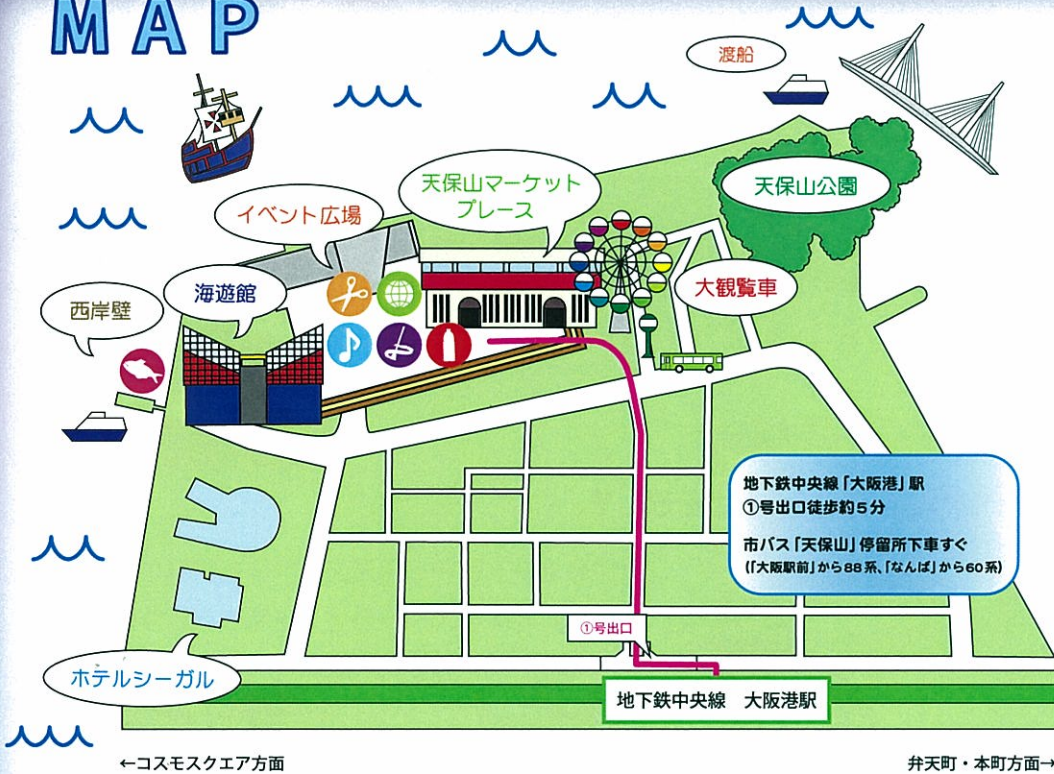 MAP
渡船
天保山マーケット
プレース
天保山公園
イベント広場
海遊館
大観覧車
西岸壁
地下鉄中央線「大阪港」駅
①号出口徒歩約5分
市バス「天保山」停留所下車すぐ
(「大阪駅前」から88系、「なんば」から60系)
①号出口
ホテルシーガル
地下鉄中央線 大阪港駅
←コスモスクエア方面
弁天町・本町方面→